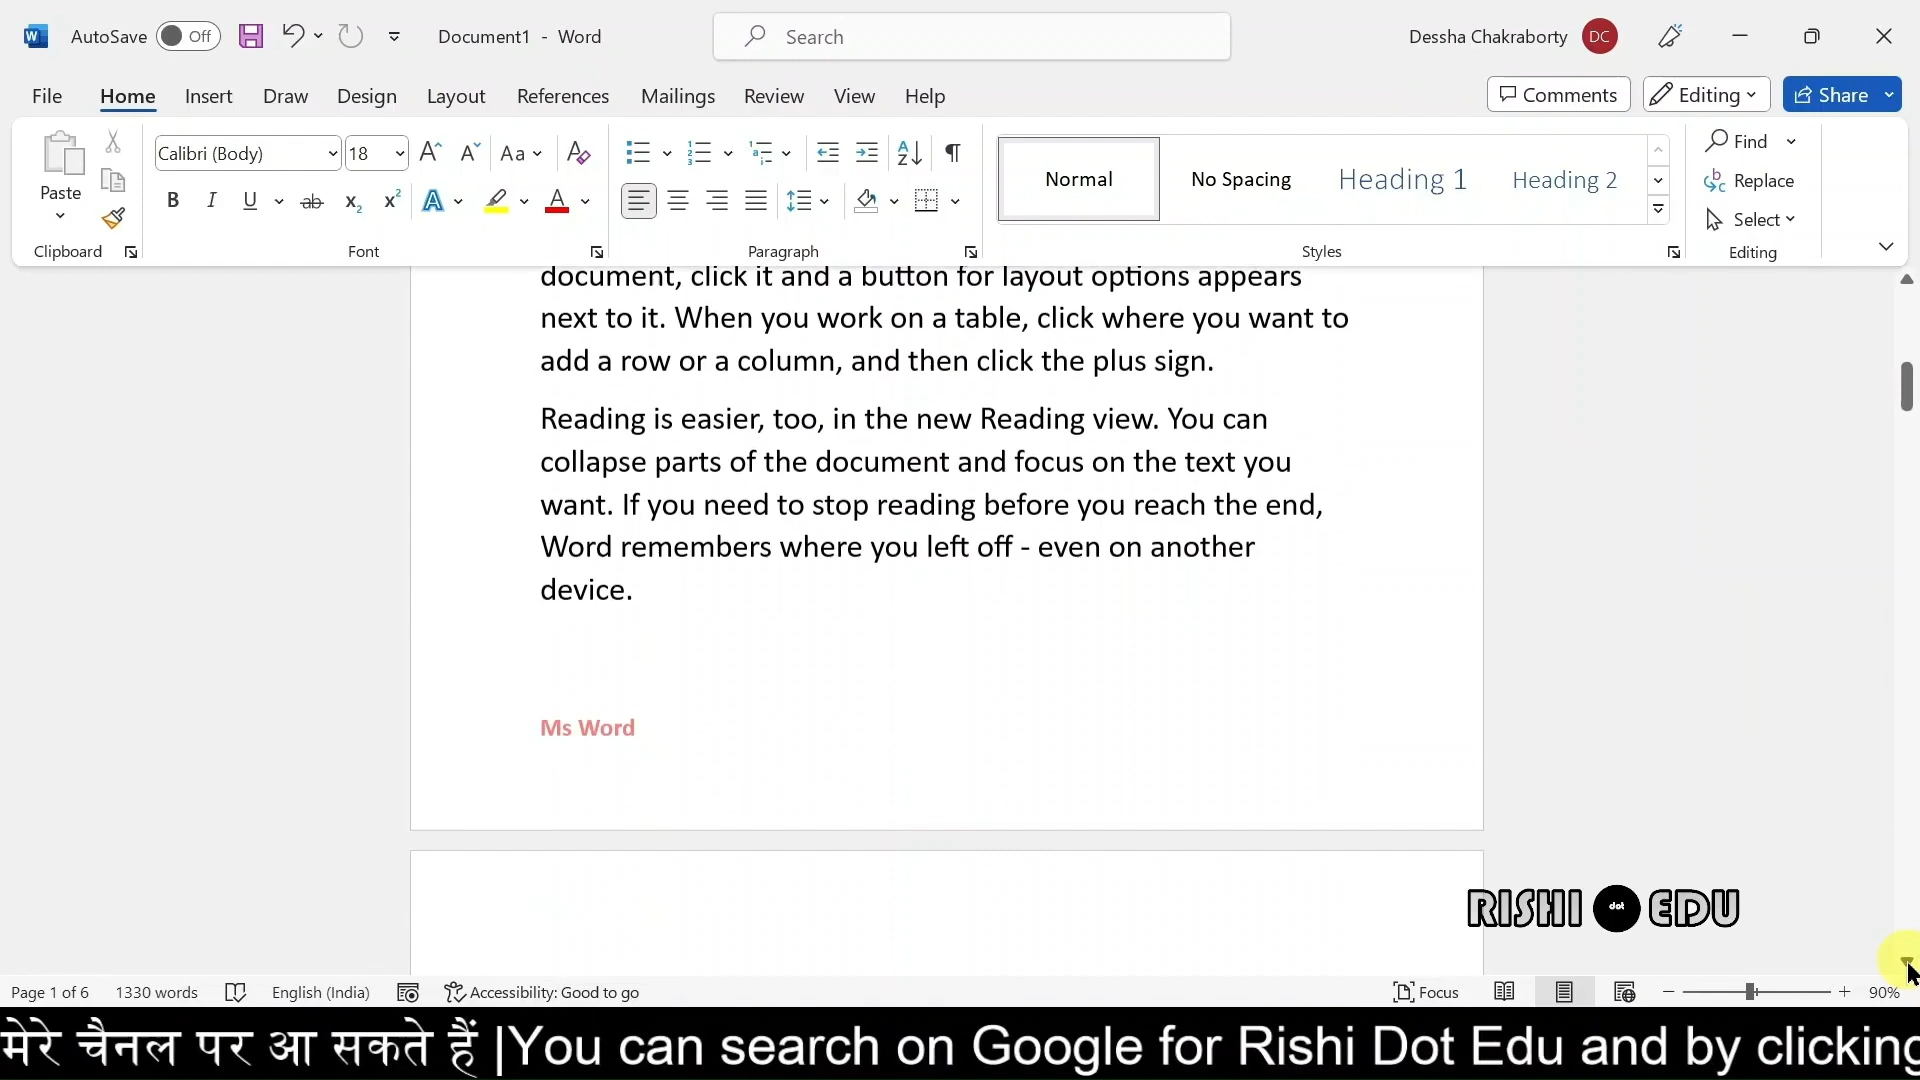 AutoSave Off Document1 - Word Search Dessha Chakraborty DC
File Home Insert Draw Design Layout References Mailings Review View Help Comments Editing Share
Paste Calibri (Body) 18 Normal No Spacing Heading 1 Heading 2 Find Replace Select
Clipboard Font Paragraph Styles Editing
document, click it and a button for layout options appears
next to it. When you work on a table, click where you want to
add a row or a column, and then click the plus sign.
Reading is easier, too, in the new Reading view. You can
collapse parts of the document and focus on the text you
want. If you need to stop reading before you reach the end,
Word remembers where you left off - even on another
device.
Ms Word
RISHI dot EDU
Page 1 of 6 1330 words English (India) Accessibility: Good to go Focus 90%
मेरे चैनल पर आ सकते हैं |You can search on Google for Rishi Dot Edu and by clicking